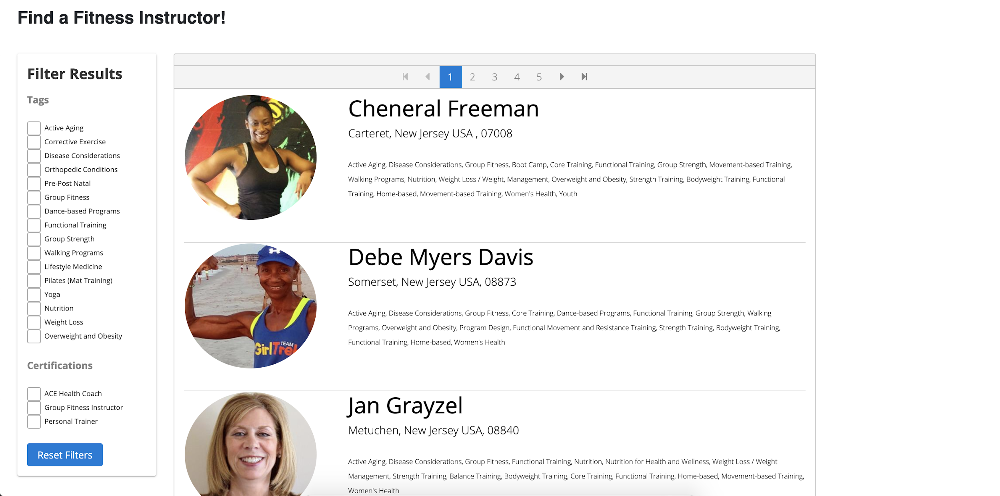 Find a Fitness Instructor!
Filter Results
Tags
Active Aging
Corrective Exercise
Disease Considerations
Orthopedic Conditions
Pre-Post Natal
Group Fitness
Dance-based Programs
Functional Training
Group Strength
Walking Programs
Lifestyle Medicine
Pilates (Mat Training)
Yoga
Nutrition
Weight Loss
Overweight and Obesity
Certifications
ACE Health Coach
Group Fitness Instructor
Personal Trainer
Reset Filters
1 2 3 4 5
Cheneral Freeman
Carteret, New Jersey USA , 07008
Active Aging, Disease Considerations, Group Fitness, Boot Camp, Core Training, Functional Training, Group Strength, Movement-based Training,
Walking Programs, Nutrition, Weight Loss / Weight, Management, Overweight and Obesity, Strength Training, Bodyweight Training, Functional
Training, Home-based, Movement-based Training, Women's Health, Youth
TEAM
Debe Myers Davis
Somerset, New Jersey USA, 08873
Active Aging, Disease Considerations, Group Fitness, Core Training, Dance-based Programs, Functional Training, Group Strength, Walking
Programs, Overweight and Obesity, Program Design, Functional Movement and Resistance Training, Strength Training, Bodyweight Training,
Functional Training, Home-based, Women's Health
Jan Grayzel
Metuchen, New Jersey USA, 08840
Active Aging, Disease Considerations, Group Fitness, Functional Training, Nutrition, Nutrition for Health and Wellness, Weight Loss / Weight
Management, Strength Training, Balance Training, Bodyweight Training, Core Training, Functional Training, Home-based, Movement-based Training,
Women's Health